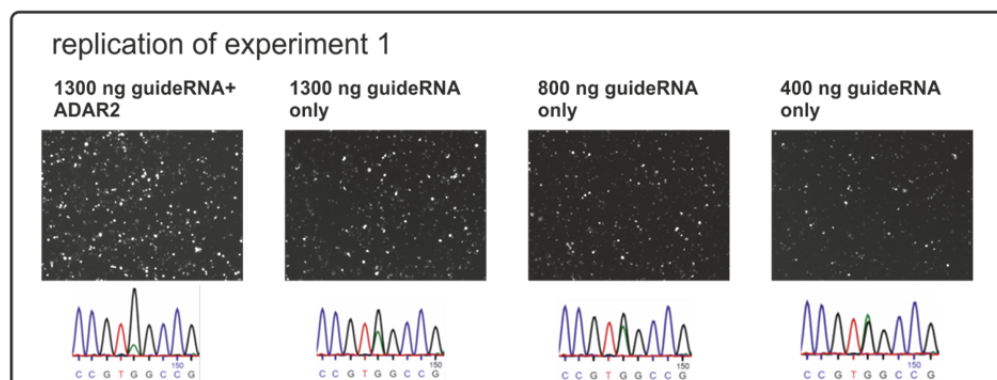 replication of experiment 1
1300 ng guideRNA+
ADAR2
1300 ng guideRNA
only
800 ng guideRNA
only
400 ng guideRNA
only
150
C C G T G G C C G
150
C C G T G G C C G
150
C C G T G G C C G
150
C C G T G G C C G